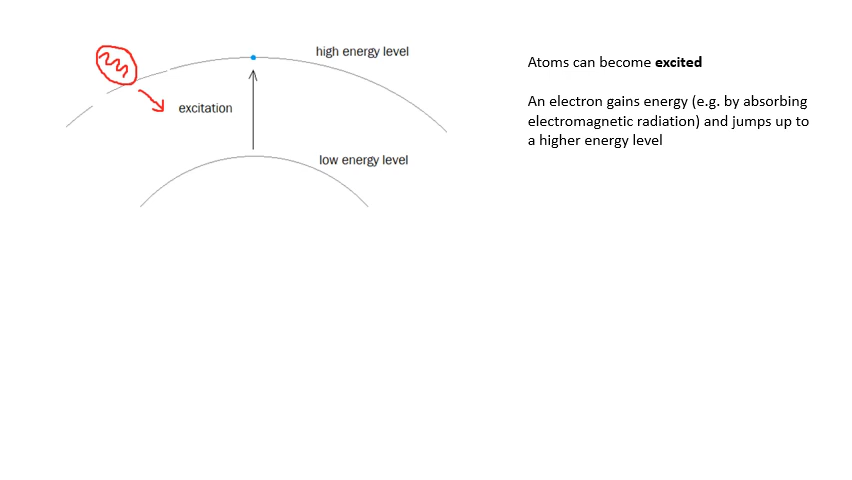 high energy level
excitation
low energy level
Atoms can become excited
An electron gains energy (e.g. by absorbing
electromagnetic radiation) and jumps up to
a higher energy level